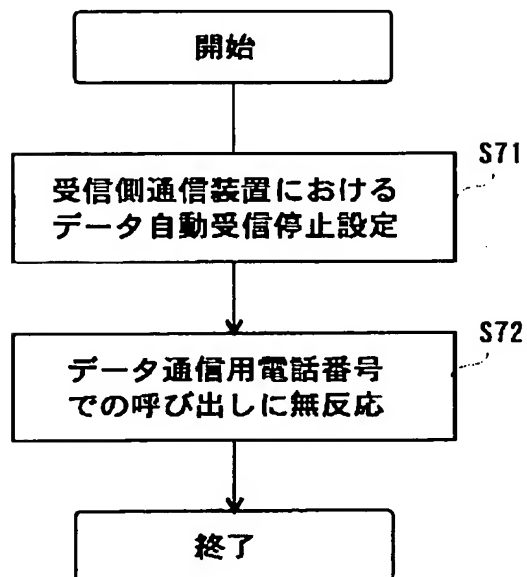 開始
S71
受信側通信装置における
データ自動受信停止設定
S72
データ通信用電話番号
での呼び出しに無反応
終了